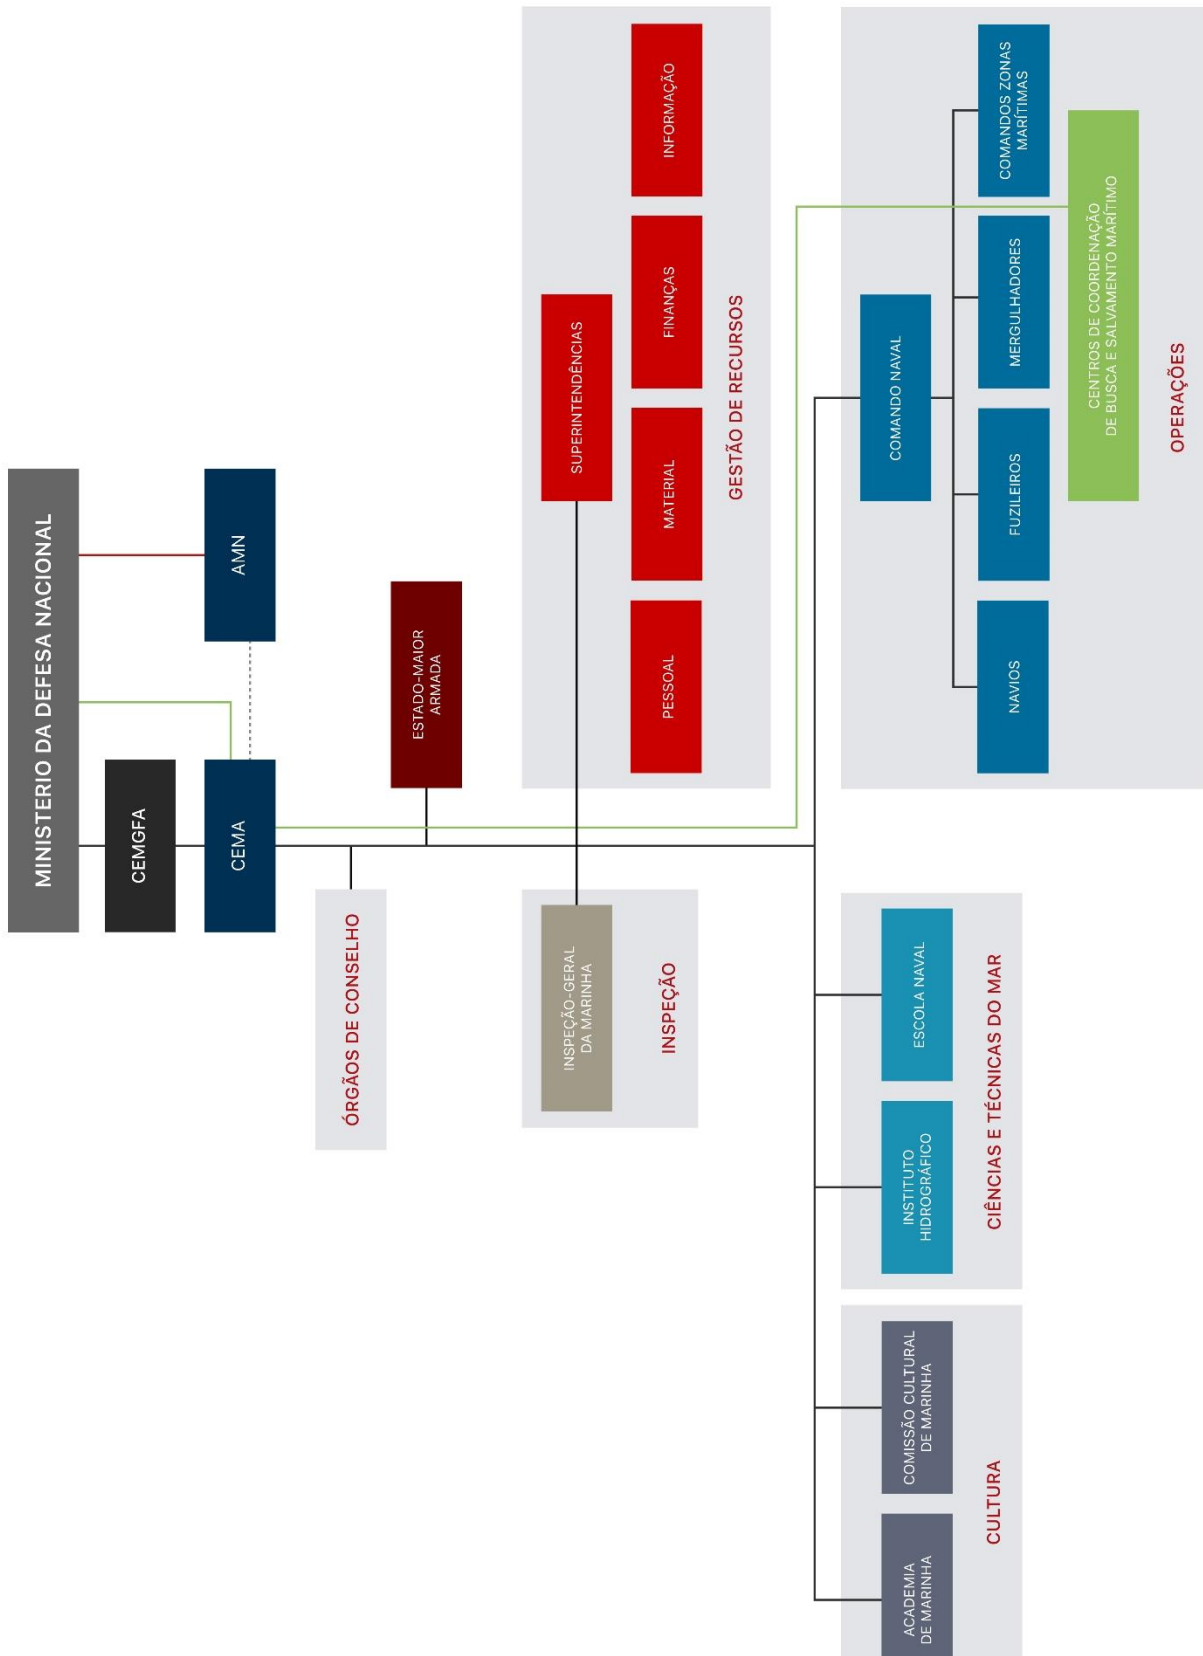 MINISTERIO DA DEFESA NACIONAL
CEMGFA
CEMA
AMN
ÓRGÃOS DE CONSELHO
ESTADO-MAIOR
ARMADA
INSPEÇÃO-GERAL
DA MARINHA
INSPEÇÃO
SUPERINTENDÊNCIAS
PESSOAL
MATERIAL
FINANÇAS
INFORMAÇÃO
GESTÃO DE RECURSOS
ACADEMIA
DE MARINHA
COMISSÃO CULTURAL
DE MARINHA
CULTURA
INSTITUTO
HIDROGRÁFICO
ESCOLA NAVAL
CIÊNCIAS E TÉCNICAS DO MAR
COMANDO NAVAL
NAVIOS
FUZILEIROS
MERGULHADORES
COMANDOS ZONAS
MARÍTIMAS
CENTROS DE COORDENAÇÃO
DE BUSCA E SALVAMENTO MARÍTIMO
OPERAÇÕES